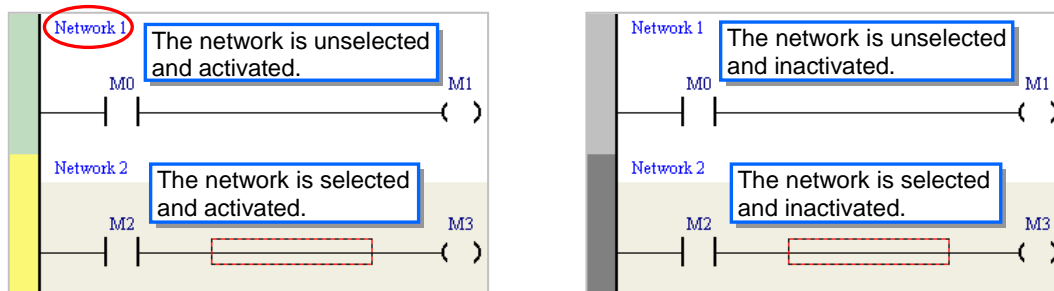 Network 1
The network is unselected
and activated.
M0
M1
Network 2
The network is selected
and activated.
M2
M3
Network 1
The network is unselected
and inactivated.
M0
M1
Network 2
The network is selected
and inactivated.
M2
M3